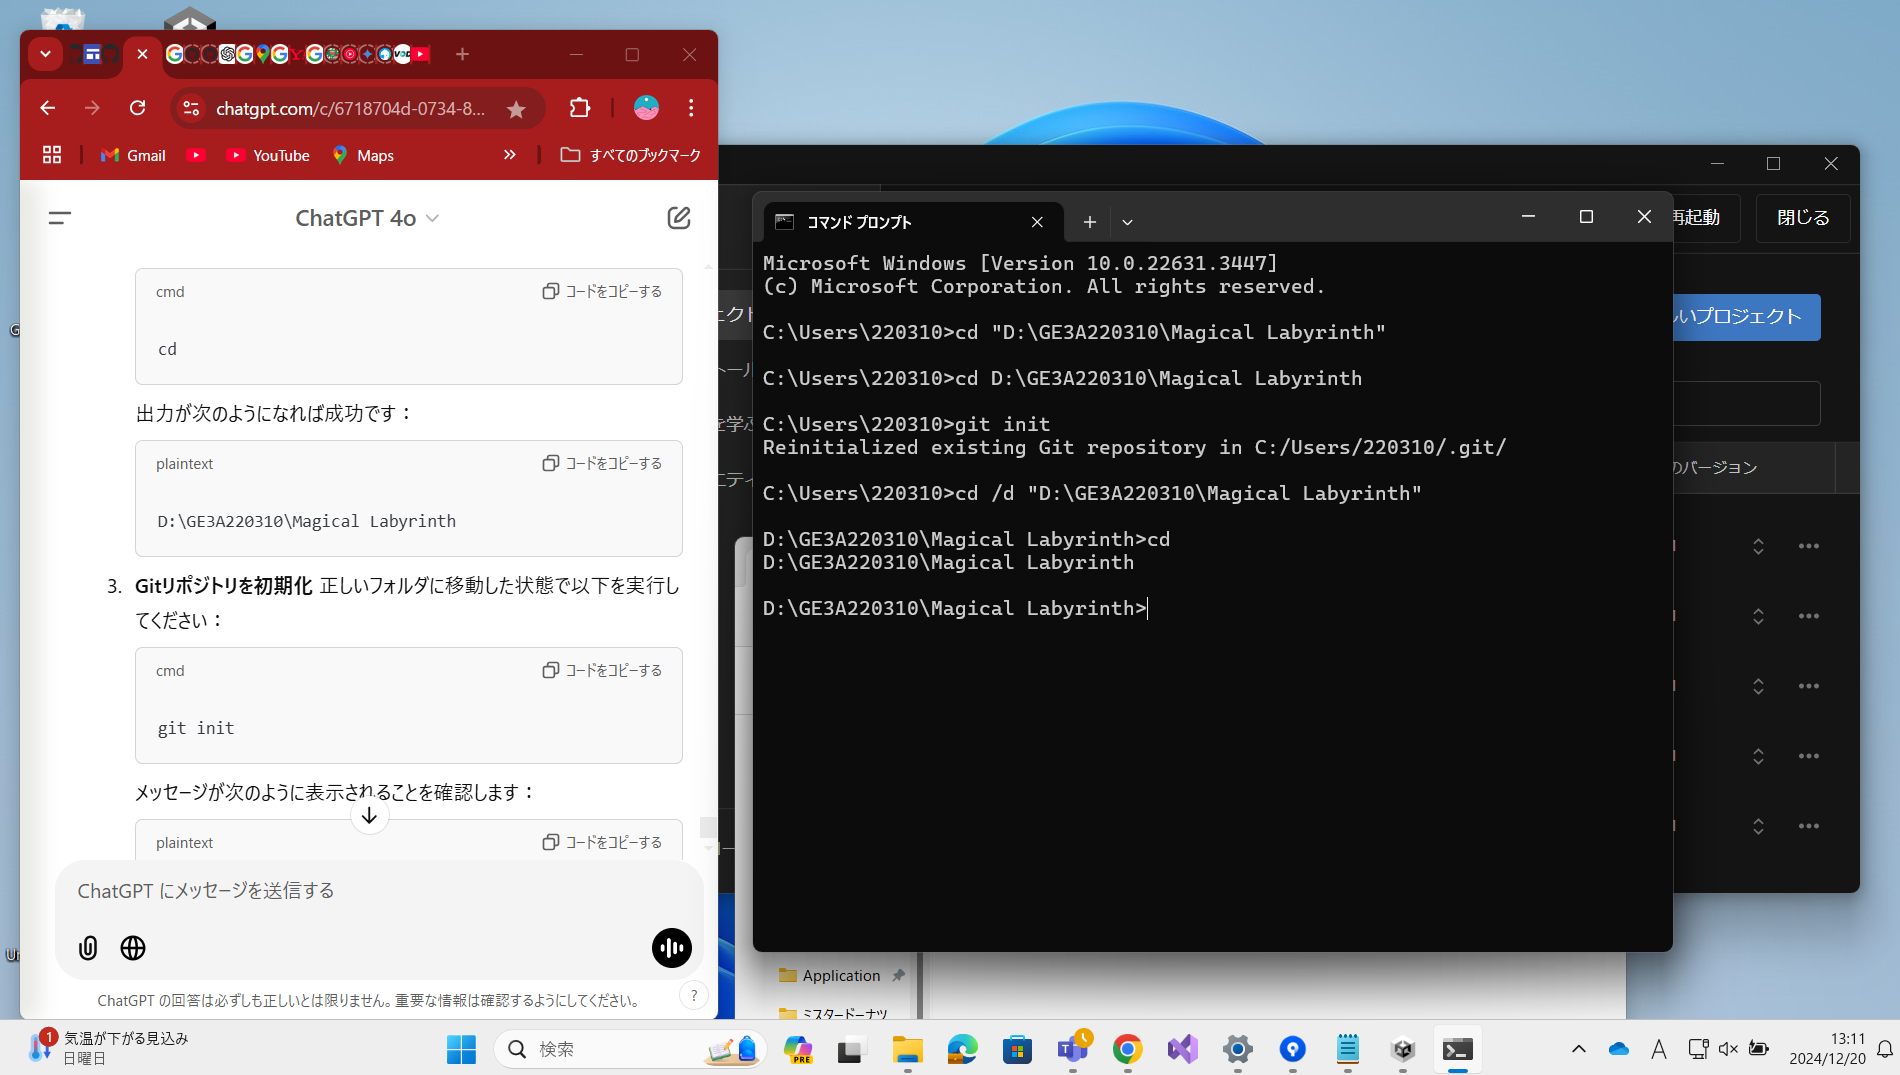 chatgpt.com/c/6718704d-0734-8...
Gmail
YouTube
Maps
すべてのブックマーク
ChatGPT 4o
cmd
コードをコピーする
cd
出力が次のようになれば成功です：
plaintext
コードをコピーする
D:\GE3A220310\Magical Labyrinth
3. Gitリポジトリを初期化 正しいフォルダに移動した状態で以下を実行し
てください：
cmd
コードをコピーする
git init
メッセージが次のように表示されることを確認します：
plaintext
コードをコピーする
ChatGPT にメッセージを送信する
ChatGPT の回答は必ずしも正しいとは限りません。重要な情報は確認するようにしてください。
?
コマンド プロンプト
Microsoft Windows [Version 10.0.22631.3447]
(c) Microsoft Corporation. All rights reserved.
C:\Users\220310>cd "D:\GE3A220310\Magical Labyrinth"
C:\Users\220310>cd D:\GE3A220310\Magical Labyrinth
C:\Users\220310>git init
Reinitialized existing Git repository in C:/Users/220310/.git/
C:\Users\220310>cd /d "D:\GE3A220310\Magical Labyrinth"
D:\GE3A220310\Magical Labyrinth>cd
D:\GE3A220310\Magical Labyrinth
D:\GE3A220310\Magical Labyrinth>
再起動
閉じる
いプロジェクト
のバージョン
Application
ミスタードーナツ
1
気温が下がる見込み
日曜日
検索
PRE
A
13:11
2024/12/20